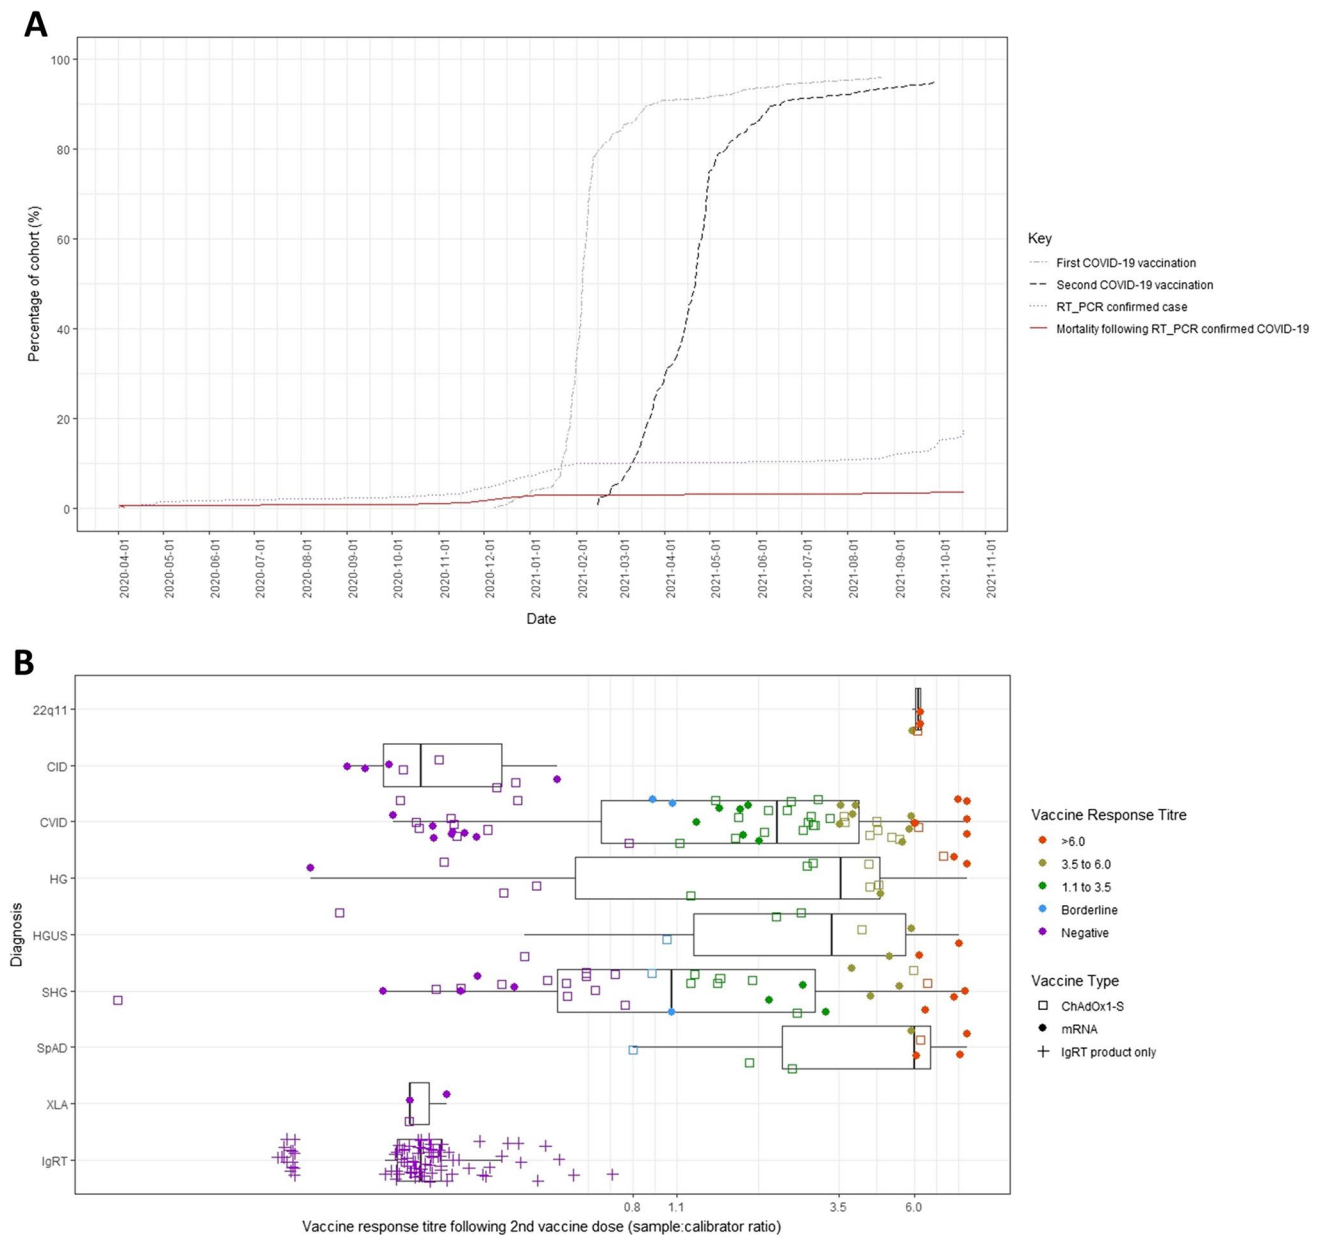 A
100
80
60
40
20
0
Percentage of cohort (%)
2020-04-01
2020-05-01
2020-06-01
2020-07-01
2020-08-01
2020-09-01
2020-10-01
2020-11-01
2020-12-01
2021-01-01
2021-02-01
2021-03-01
2021-04-01
2021-05-01
2021-06-01
2021-07-01
2021-08-01
2021-09-01
2021-10-01
2021-11-01
Date
Key
First COVID-19 vaccination
Second COVID-19 vaccination
RT_PCR confirmed case
Mortality following RT_PCR confirmed COVID-19
B
22q11
CID
CVID
HG
HGUS
SHG
SpAD
XLA
IgRT
Diagnosis
0.8
1.1
3.5
6.0
Vaccine response titre following 2nd vaccine dose (sample:calibrator ratio)
Vaccine Response Titre
>6.0
3.5 to 6.0
1.1 to 3.5
Borderline
Negative
Vaccine Type
ChAdOx1-S
mRNA
IgRT product only